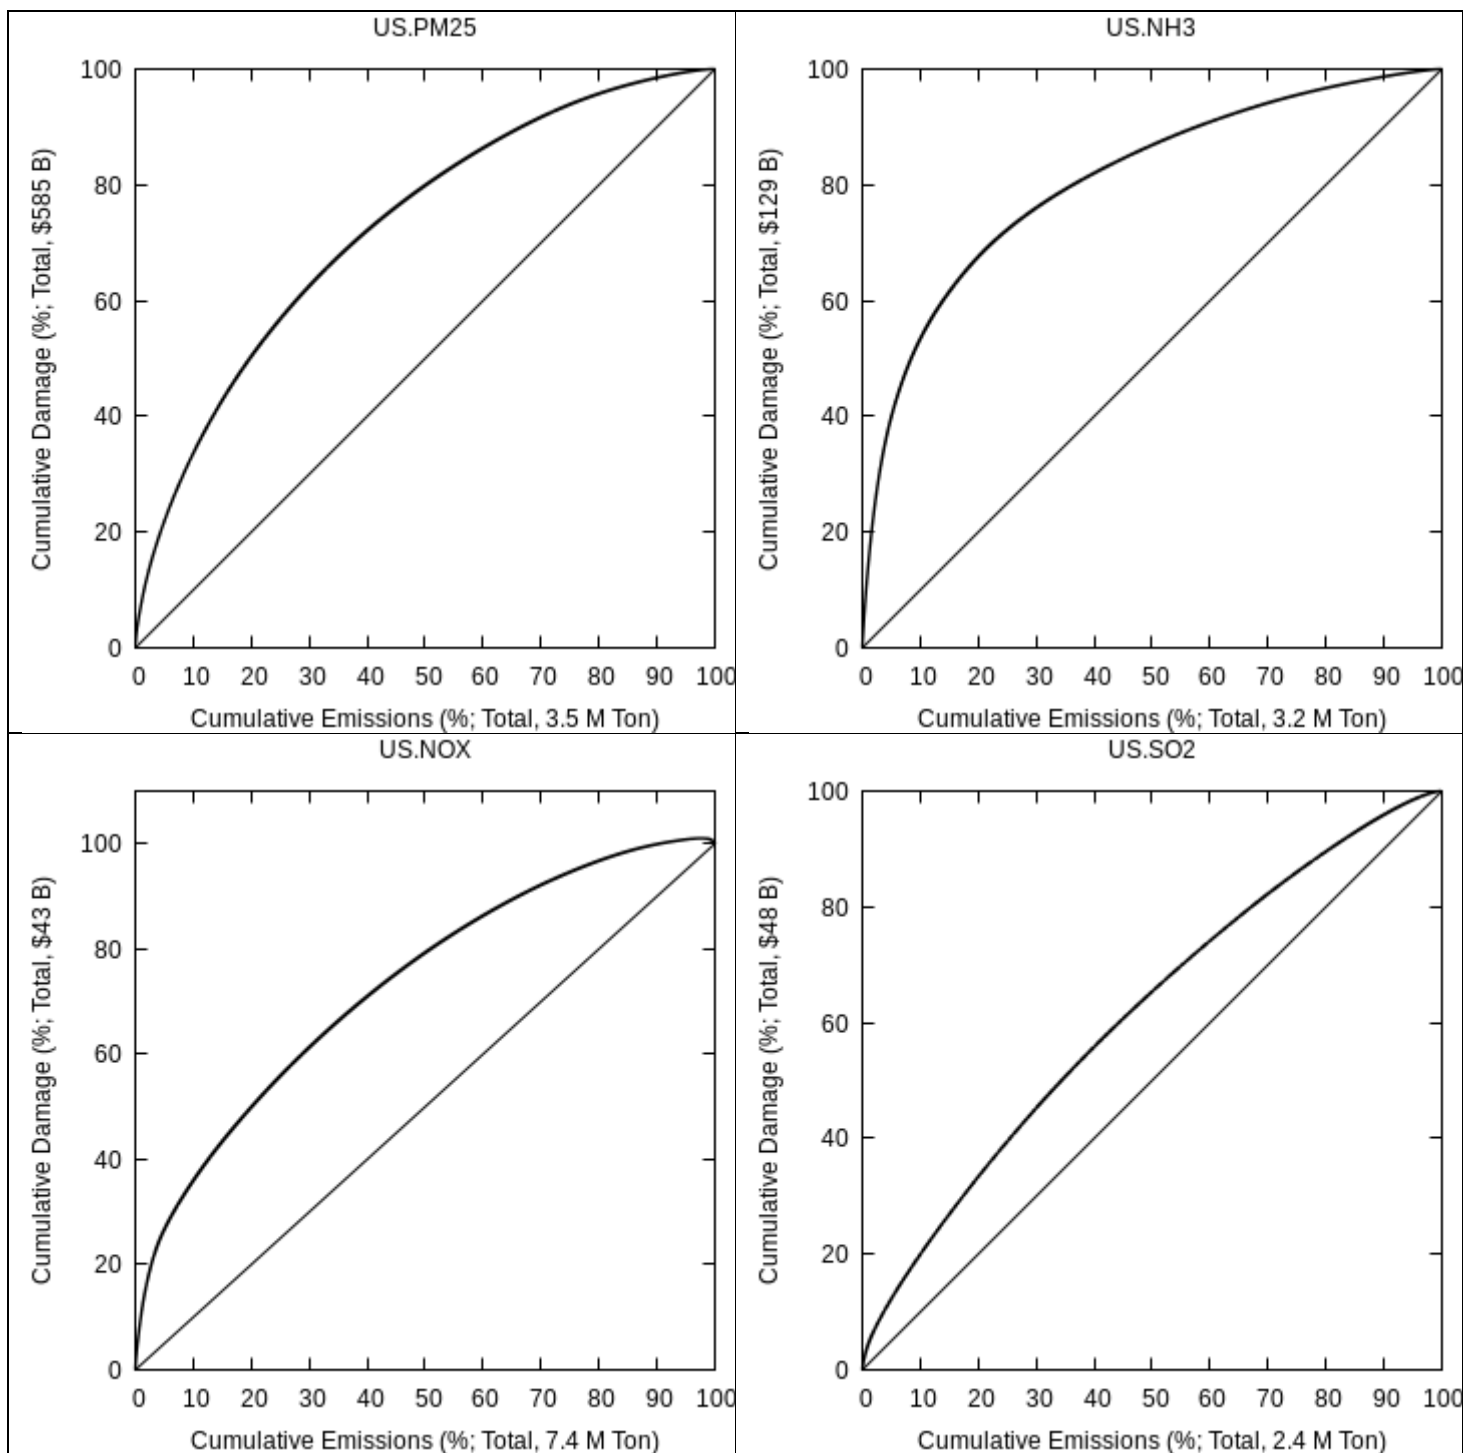 US.PM25
100
80
60
40
20
0
Cumulative Damage (%; Total, $585 B)
0 10 20 30 40 50 60 70 80 90 100
Cumulative Emissions (%; Total, 3.5 M Ton)
US.NH3
100
80
60
40
20
0
Cumulative Damage (%; Total, $129 B)
0 10 20 30 40 50 60 70 80 90 100
Cumulative Emissions (%; Total, 3.2 M Ton)
US.NOX
100
80
60
40
20
0
Cumulative Damage (%; Total, $43 B)
0 10 20 30 40 50 60 70 80 90 100
Cumulative Emissions (%; Total, 7.4 M Ton)
US.SO2
100
80
60
40
20
0
Cumulative Damage (%; Total, $48 B)
0 10 20 30 40 50 60 70 80 90 100
Cumulative Emissions (%; Total, 2.4 M Ton)